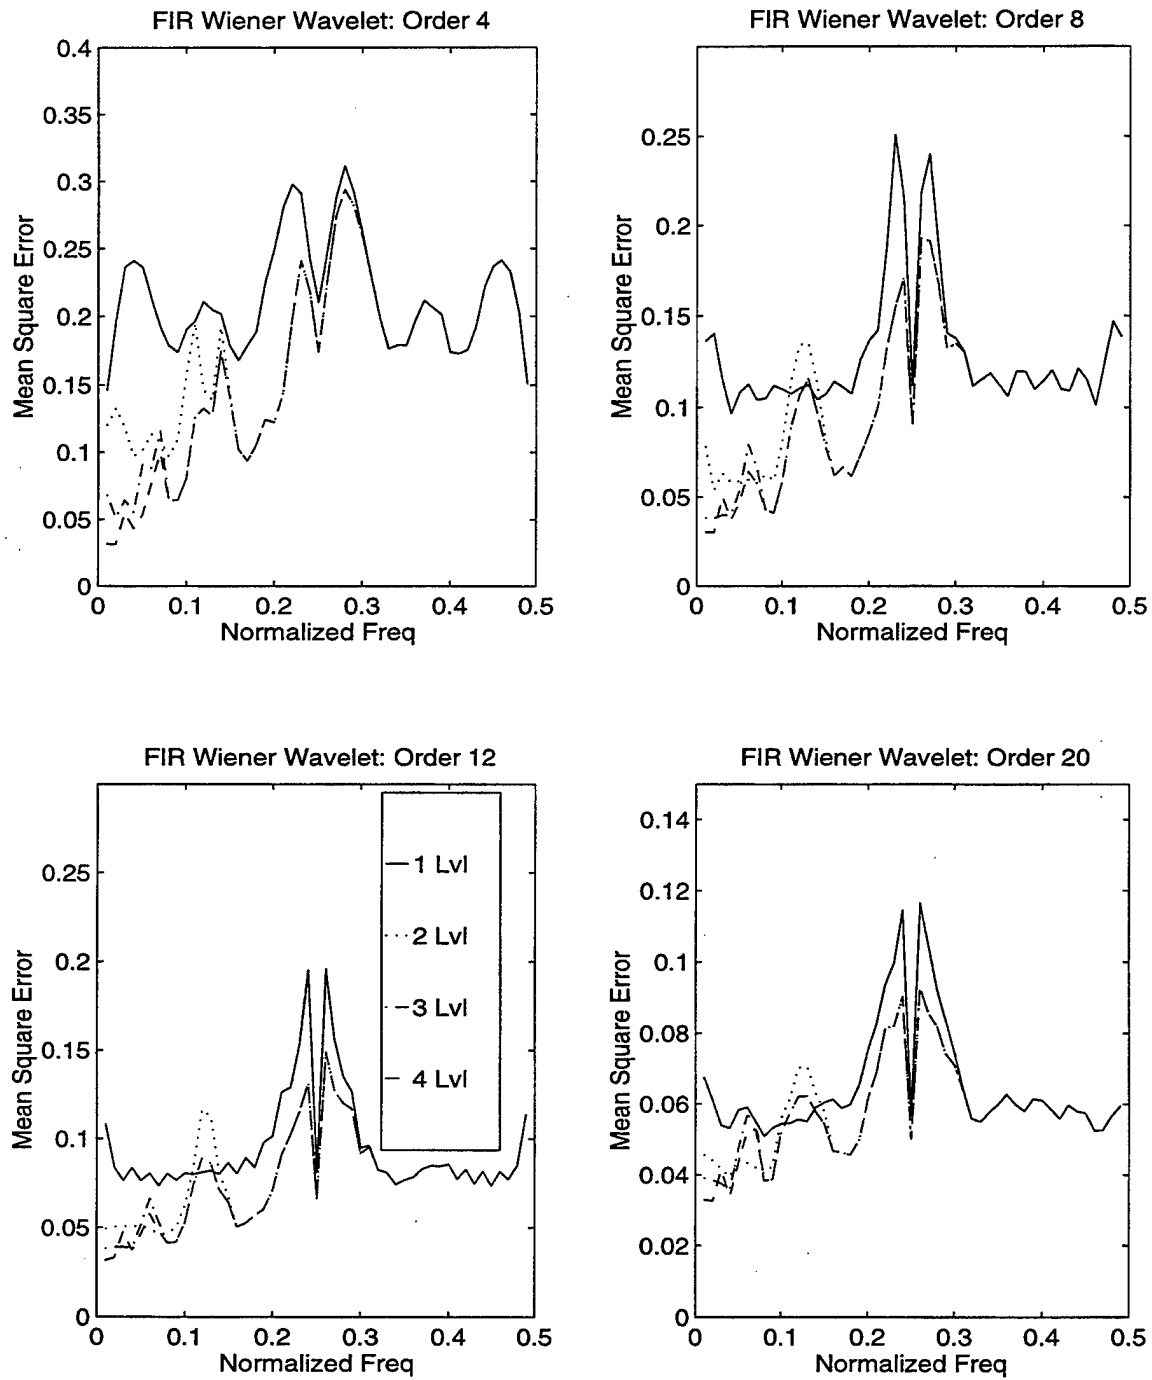 FIR Wiener Wavelet: Order 4
0.4
0.35
0.3
0.25
0.2
0.15
0.1
0.05
0
Mean Square Error
0 0.1 0.2 0.3 0.4 0.5
Normalized Freq
FIR Wiener Wavelet: Order 8
0.25
0.2
0.15
0.1
0.05
0
Mean Square Error
0 0.1 0.2 0.3 0.4 0.5
Normalized Freq
FIR Wiener Wavelet: Order 12
0.25
0.2
0.15
0.1
0.05
0
Mean Square Error
1 Lvl
2 Lvl
3 Lvl
4 Lvl
0 0.1 0.2 0.3 0.4 0.5
Normalized Freq
FIR Wiener Wavelet: Order 20
0.14
0.12
0.1
0.08
0.06
0.04
0.02
0
Mean Square Error
0 0.1 0.2 0.3 0.4 0.5
Normalized Freq